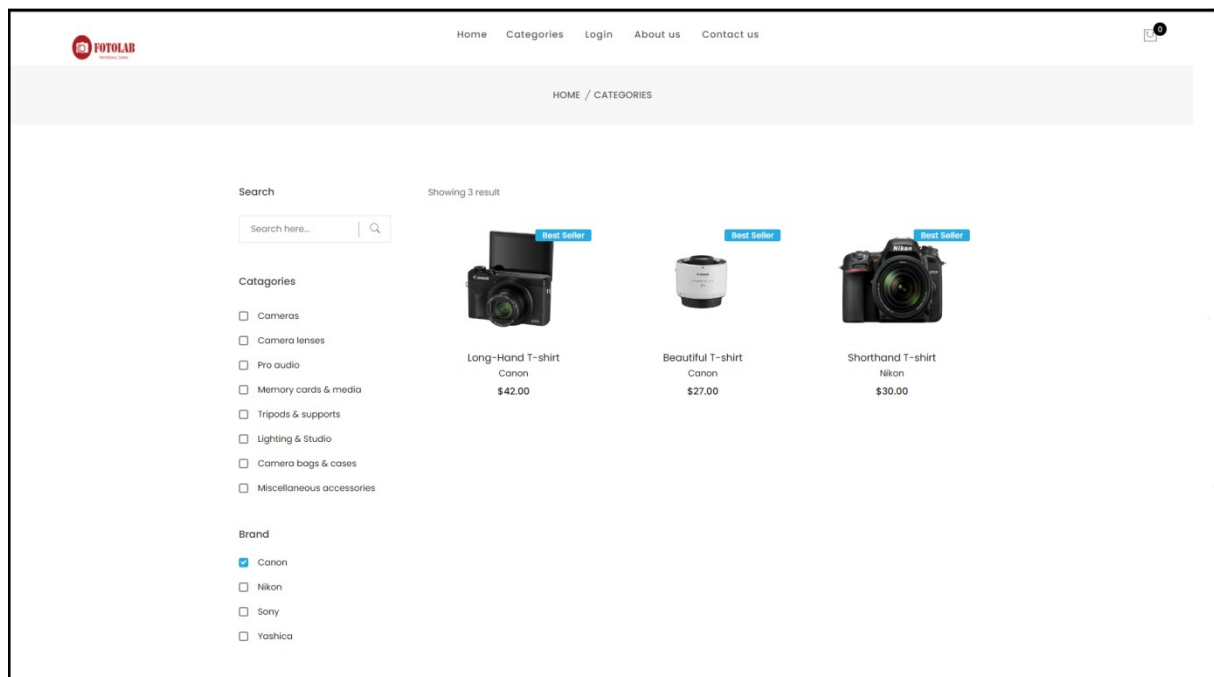 FOTOLAB
Home Categories Login About us Contact us
0
HOME / CATEGORIES
Search
Search here...
Catagories
Cameras
Camera lenses
Pro audio
Memory cards & media
Tripods & supports
Lighting & Studio
Camera bags & cases
Miscellaneous accessories
Brand
Canon
Nikon
Sony
Yashica
Showing 3 result
Best Seller
Canon
Long-Hand T-shirt
Canon
$42.00
Best Seller
Canon
Beautiful T-shirt
Canon
$27.00
Best Seller
Nikon
Shorthand T-shirt
Nikon
$30.00